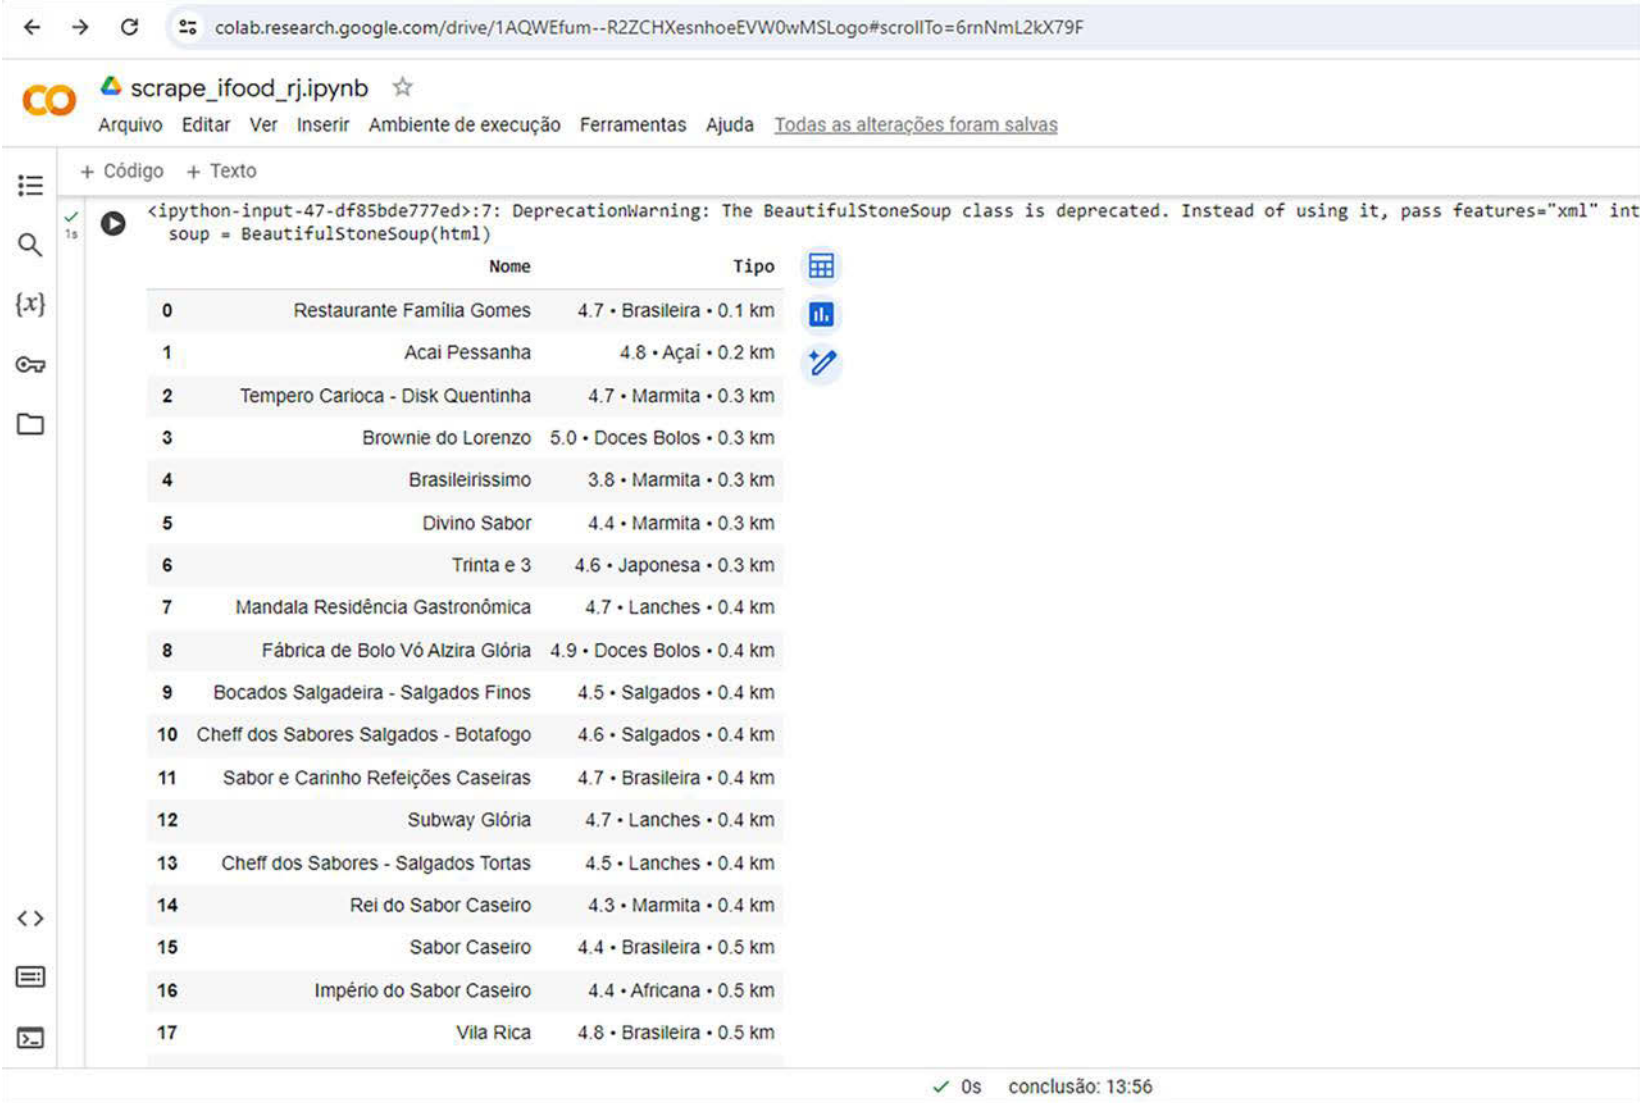 colab.research.google.com/drive/1AQWEfum--R2ZCHXesnhoeEVW0wMSLogo#scrollTo=6rnNmL2kX79F
CO scrape_ifood_rj.ipynb
Arquivo Editar Ver Inserir Ambiente de execução Ferramentas Ajuda Todas as alterações foram salvas
+ Código + Texto
<ipython-input-47-df85bde777ed>:7: DeprecationWarning: The BeautifulStoneSoup class is deprecated. Instead of using it, pass features="xml" int
1s soup = BeautifulStoneSoup(html)
Nome Tipo
0 Restaurante Família Gomes 4.7 • Brasileira • 0.1 km
{x}
1 Acai Pessanha 4.8 • Açaí • 0.2 km
2 Tempero Carioca - Disk Quentinha 4.7 • Marmita • 0.3 km
3 Brownie do Lorenzo 5.0 • Doces Bolos • 0.3 km
4 Brasileirissimo 3.8 • Marmita • 0.3 km
5 Divino Sabor 4.4 • Marmita • 0.3 km
6 Trinta e 3 4.6 • Japonesa • 0.3 km
7 Mandala Residência Gastronômica 4.7 • Lanches • 0.4 km
8 Fábrica de Bolo Vó Alzira Glória 4.9 • Doces Bolos • 0.4 km
9 Bocados Salgadeira - Salgados Finos 4.5 • Salgados • 0.4 km
10 Cheff dos Sabores Salgados - Botafogo 4.6 • Salgados • 0.4 km
11 Sabor e Carinho Refeições Caseiras 4.7 • Brasileira • 0.4 km
12 Subway Glória 4.7 • Lanches • 0.4 km
13 Cheff dos Sabores - Salgados Tortas 4.5 • Lanches • 0.4 km
14 Rei do Sabor Caseiro 4.3 • Marmita • 0.4 km
15 Sabor Caseiro 4.4 • Brasileira • 0.5 km
16 Império do Sabor Caseiro 4.4 • Africana • 0.5 km
17 Vila Rica 4.8 • Brasileira • 0.5 km
0s conclusão: 13:56